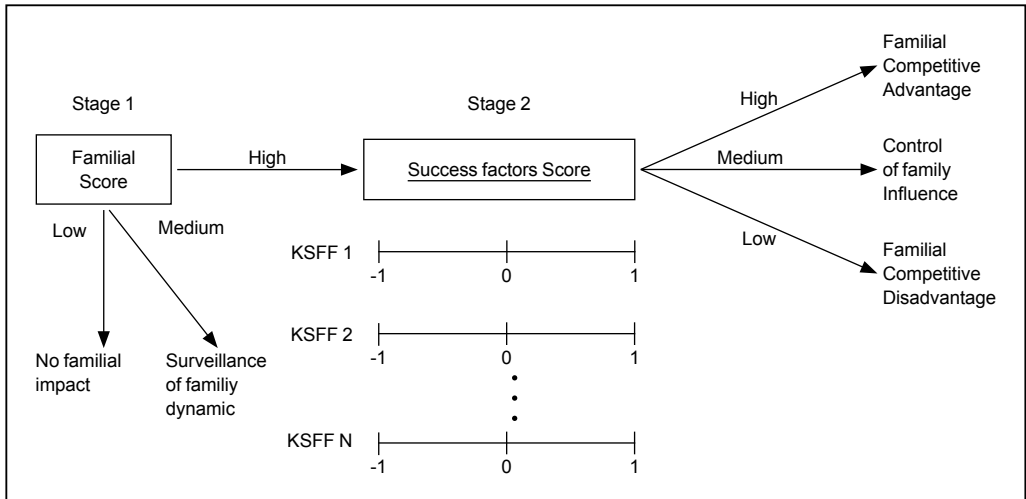 Stage 1
Familial
Score
Low
Medium
No familial
impact
Surveillance
of familiy
dynamic
High
Stage 2
Success factors Score
KSFF 1
-1 0 1
KSFF 2
-1 0 1
KSFF N
-1 0 1
High
Medium
Low
Familial
Competitive
Advantage
Control
of family
Influence
Familial
Competitive
Disadvantage